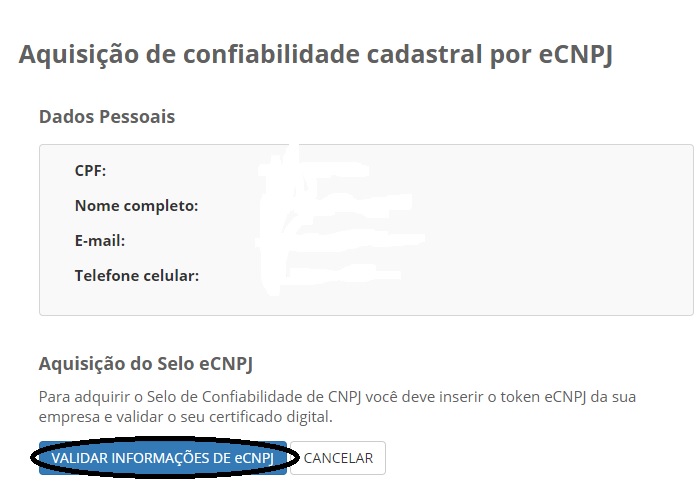 Aquisição de confiabilidade cadastral por eCNPJ
Dados Pessoais
CPF:
Nome completo:
E-mail:
Telefone celular:
Aquisição do Selo eCNPJ
Para adquirir o Selo de Confiabilidade de CNPJ você deve inserir o token eCNPJ da sua
empresa e validar o seu certificado digital.
VALIDAR INFORMAÇÕES DE eCNPJ CANCELAR